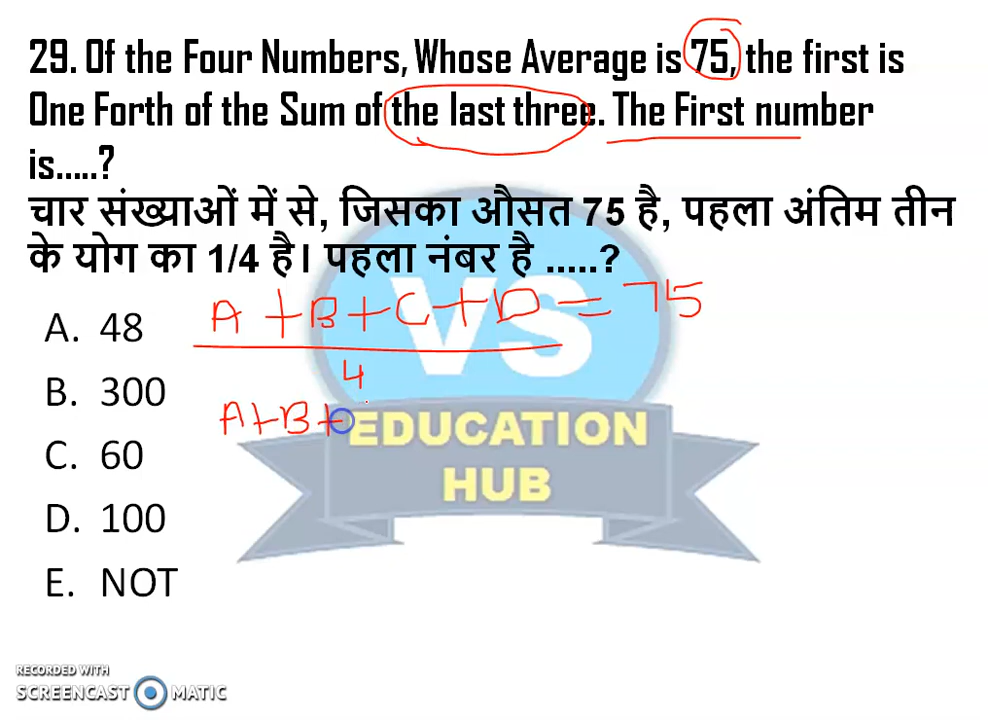 29. Of the Four Numbers, Whose Average is 75, the first is
One Forth of the Sum of the last three. The First number
is.....?
चार संख्याओं में से, जिसका औसत 75 है, पहला अंतिम तीन
के योग का 1/4 है। पहला नंबर है .....?
A + B + C + D = 75
4
A. 48
B. 300
A+B+
C. 60
D. 100
E. NOT
VS
EDUCATION
HUB
RECORDED WITH
SCREENCAST MATIC